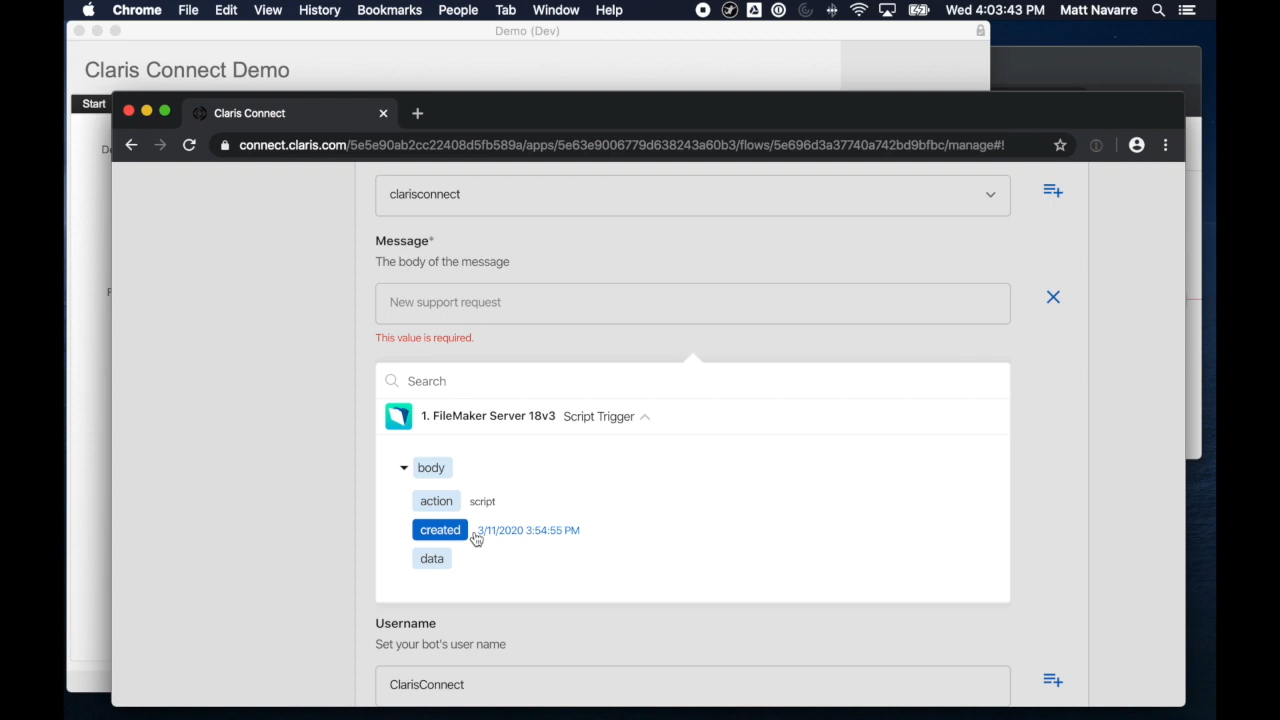 Chrome File Edit View History Bookmarks People Tab Window Help Wed 4:03:43 PM Matt Navarre
Demo (Dev)
Claris Connect Demo
Start
Claris Connect
connect.claris.com/5e5e90ab2cc22408d5fb589a/apps/5e63e9006779d638243a60b3/flows/5e696d3a37740a742bd9bfbc/manage#!
clarisconnect
Message*
The body of the message
New support request
This value is required.
Search
1. FileMaker Server 18v3 Script Trigger
body
action script
created 3/11/2020 3:54:55 PM
data
Username
Set your bot's user name
ClarisConnect